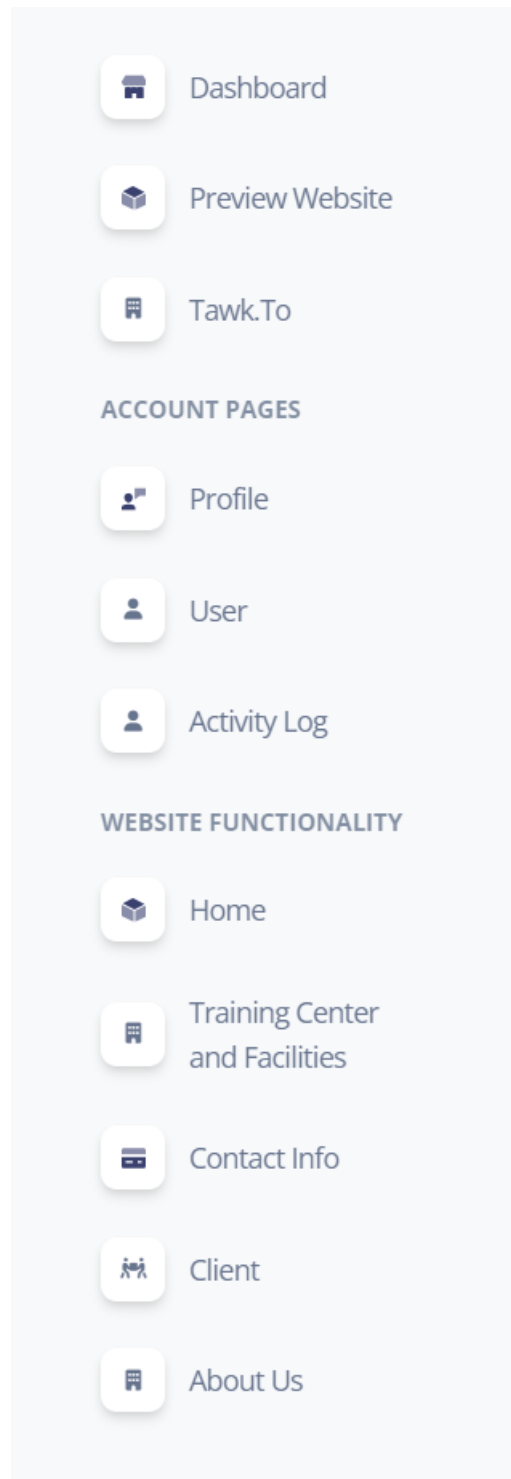 Dashboard
Preview Website
Tawk.To
ACCOUNT PAGES
Profile
User
Activity Log
WEBSITE FUNCTIONALITY
Home
Training Center
and Facilities
Contact Info
Client
About Us